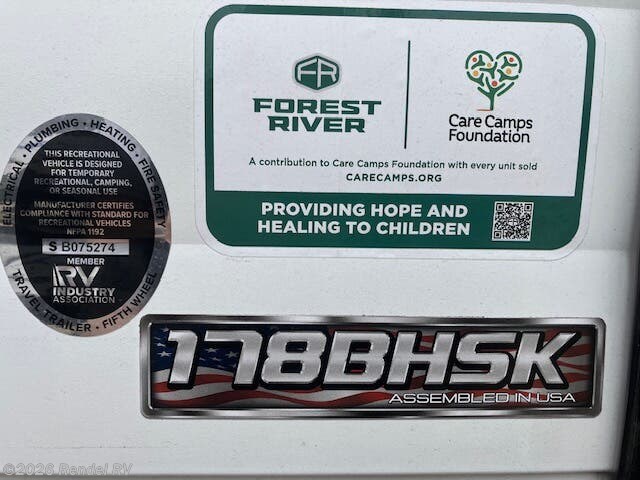 FR
FOREST
RIVER
Care Camps
Foundation
A contribution to Care Camps Foundation with every unit sold
CARECAMPS.ORG
PROVIDING HOPE AND
HEALING TO CHILDREN
ELECTRICAL • PLUMBING • HEATING • FIRE SAFETY
THIS RECREATIONAL
VEHICLE IS DESIGNED
FOR TEMPORARY
RECREATIONAL, CAMPING,
OR SEASONAL USE
MANUFACTURER CERTIFIES
COMPLIANCE WITH STANDARD FOR
RECREATIONAL VEHICLES
NFPA 1192
S B075274
MEMBER
RV
INDUSTRY
ASSOCIATION
TRAVEL TRAILER • FIFTH WHEEL
178BHSK
ASSEMBLED IN USA
©2026 Rendel RV